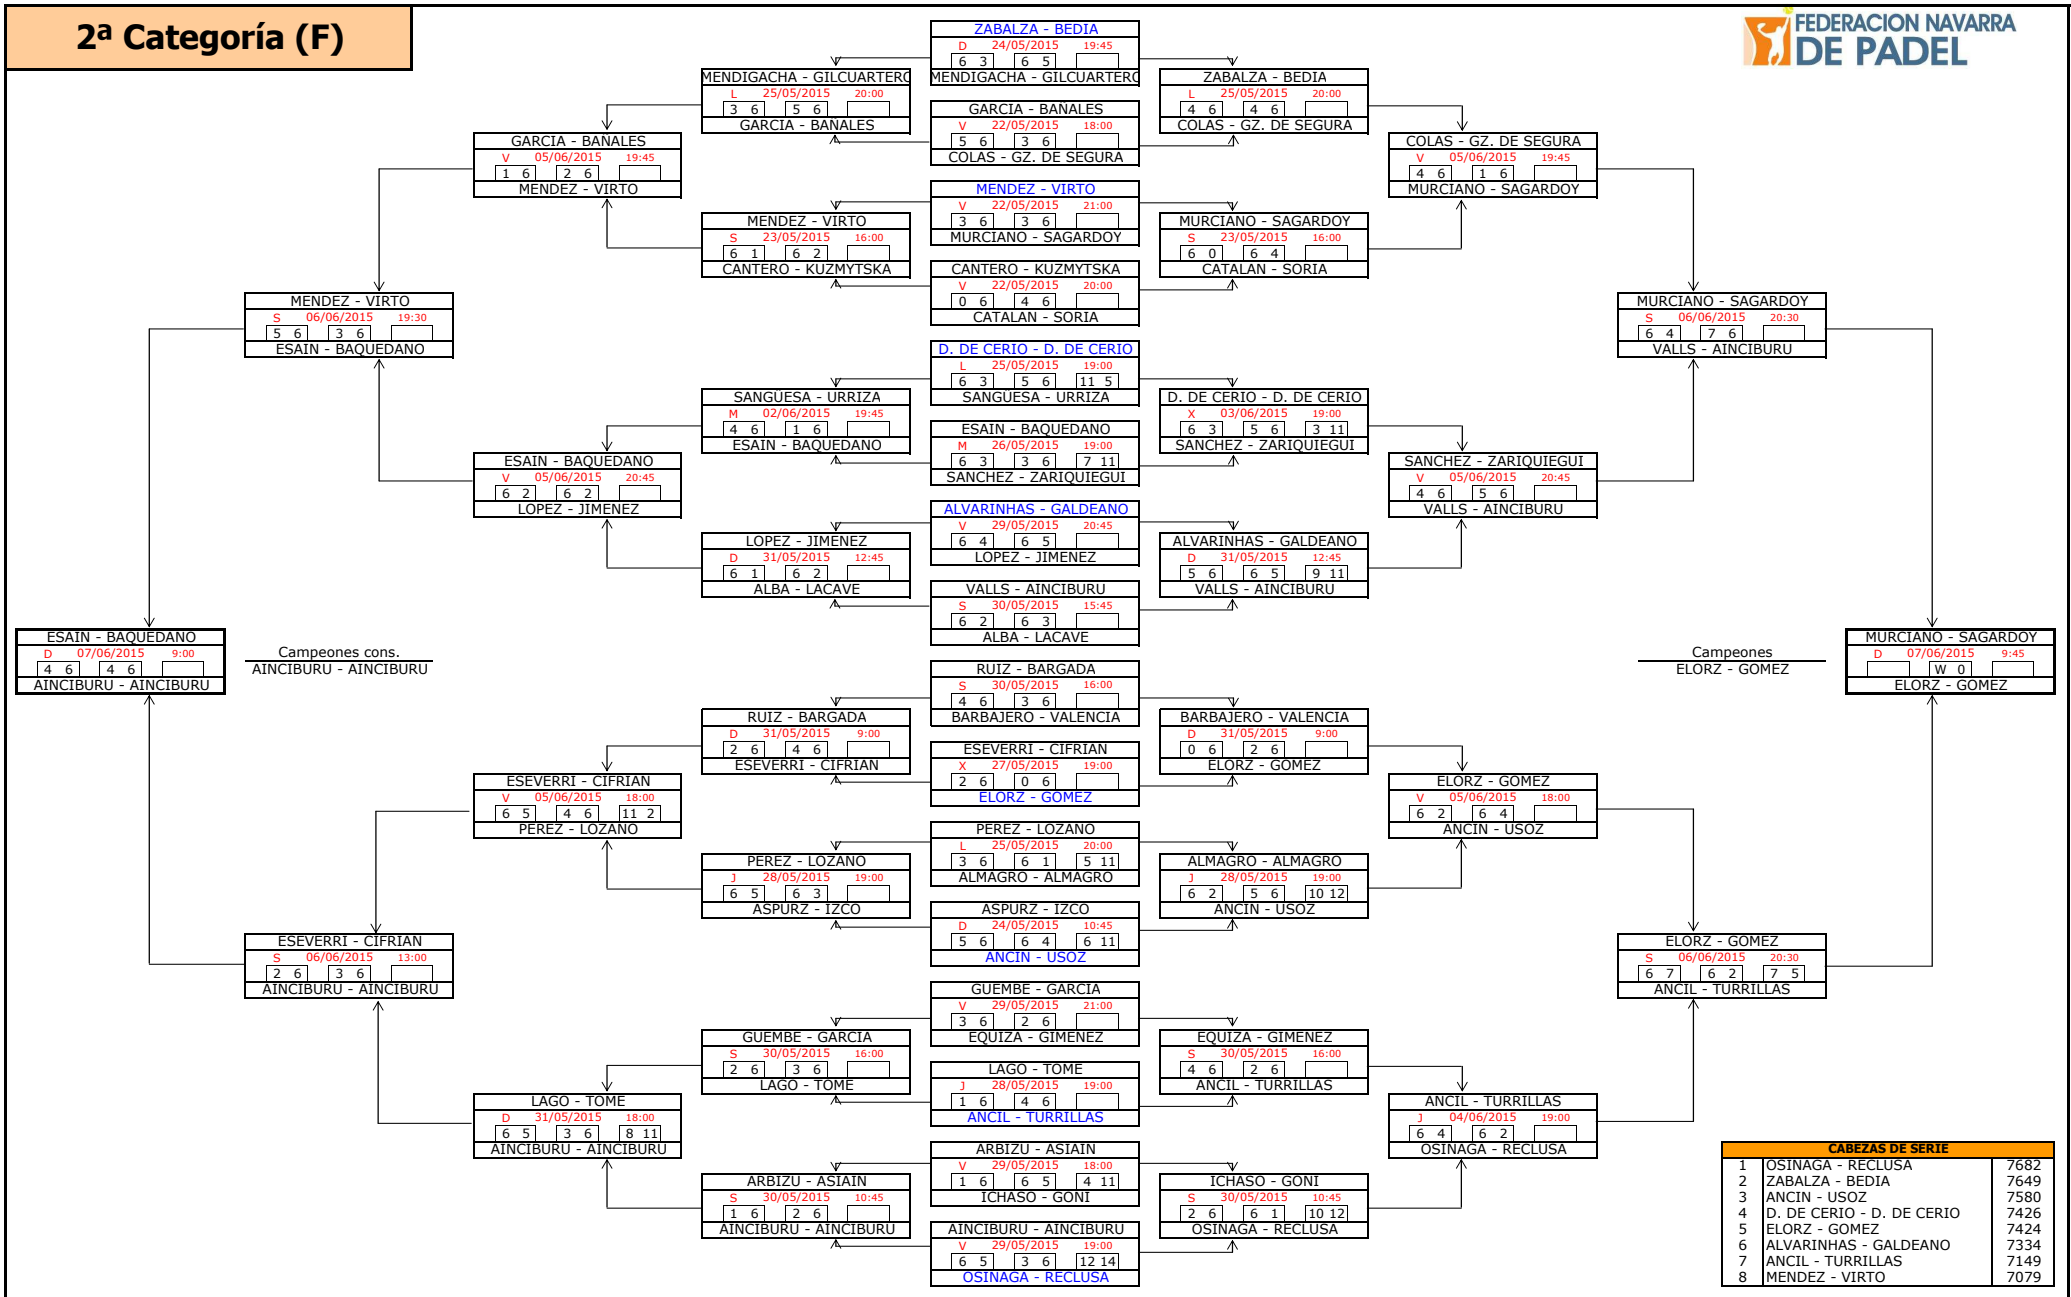 2ª Categoría (F)
FEDERACION NAVARRA
DE PADEL
ESAIN - BAQUEDANO
D 07/06/2015 9:00
4 6 4 6
AINCIBURU - AINCIBURU
Campeones cons.
AINCIBURU - AINCIBURU
MENDEZ - VIRTO
S 06/06/2015 19:30
5 6 3 6
ESAIN - BAQUEDANO
ESEVERRI - CIFRIAN
S 06/06/2015 13:00
2 6 3 6
AINCIBURU - AINCIBURU
GARCIA - BAÑALES
V 05/06/2015 19:45
1 6 2 6
MENDEZ - VIRTO
ESAIN - BAQUEDANO
V 05/06/2015 20:45
6 2 6 2
LOPEZ - JIMENEZ
ESEVERRI - CIFRIAN
V 05/06/2015 18:00
6 5 4 6 11 2
PEREZ - LOZANO
LAGO - TOME
D 31/05/2015 18:00
6 5 3 6 8 11
AINCIBURU - AINCIBURU
MENDIGACHA - GILCUARTERO
L 25/05/2015 20:00
3 6 5 6
GARCIA - BAÑALES
MENDEZ - VIRTO
S 23/05/2015 16:00
6 1 6 2
CANTERO - KUZMYTSKA
SANGÜESA - URRIZA
M 02/06/2015 19:45
4 6 1 6
ESAIN - BAQUEDANO
LOPEZ - JIMENEZ
D 31/05/2015 12:45
6 1 6 2
ALBA - LACAVE
RUIZ - BARGADA
D 31/05/2015 9:00
2 6 4 6
ESEVERRI - CIFRIAN
PEREZ - LOZANO
J 28/05/2015 19:00
6 5 6 3
ASPURZ - IZCO
GUEMBE - GARCIA
S 30/05/2015 16:00
2 6 3 6
LAGO - TOME
ARBIZU - ASIAIN
S 30/05/2015 10:45
1 6 2 6
AINCIBURU - AINCIBURU
ZABALZA - BEDIA
D 24/05/2015 19:45
6 3 6 5
MENDIGACHA - GILCUARTERO
GARCIA - BAÑALES
V 22/05/2015 18:00
5 6 3 6
COLAS - GZ. DE SEGURA
MENDEZ - VIRTO
V 22/05/2015 21:00
3 6 3 6
MURCIANO - SAGARDOY
CANTERO - KUZMYTSKA
V 22/05/2015 20:00
0 6 4 6
CATALAN - SORIA
D. DE CERIO - D. DE CERIO
L 25/05/2015 19:00
6 3 5 6 11 5
SANGÜESA - URRIZA
ESAIN - BAQUEDANO
M 26/05/2015 19:00
6 3 3 6 7 11
SANCHEZ - ZARIQUIEGUI
ALVARINHAS - GALDEANO
V 29/05/2015 20:45
6 4 6 5
LOPEZ - JIMENEZ
VALLS - AINCIBURU
S 30/05/2015 15:45
6 2 6 3
ALBA - LACAVE
RUIZ - BARGADA
S 30/05/2015 16:00
4 6 3 6
BARBAJERO - VALENCIA
ESEVERRI - CIFRIAN
X 27/05/2015 19:00
2 6 0 6
ELORZ - GOMEZ
PEREZ - LOZANO
L 25/05/2015 20:00
3 6 6 1 5 11
ALMAGRO - ALMAGRO
ASPURZ - IZCO
D 24/05/2015 10:45
5 6 6 4 6 11
ANCIN - USOZ
GUEMBE - GARCIA
V 29/05/2015 21:00
3 6 2 6
EQUIZA - GIMENEZ
LAGO - TOME
J 28/05/2015 19:00
1 6 4 6
ANCIL - TURRILLAS
ARBIZU - ASIAIN
V 29/05/2015 18:00
1 6 6 5 4 11
ICHASO - GOÑI
AINCIBURU - AINCIBURU
V 29/05/2015 19:00
6 5 3 6 12 14
OSINAGA - RECLUSA
ZABALZA - BEDIA
L 25/05/2015 20:00
4 6 4 6
COLAS - GZ. DE SEGURA
MURCIANO - SAGARDOY
S 23/05/2015 16:00
6 0 6 4
CATALAN - SORIA
D. DE CERIO - D. DE CERIO
X 03/06/2015 19:00
6 3 5 6 3 11
SANCHEZ - ZARIQUIEGUI
ALVARINHAS - GALDEANO
D 31/05/2015 12:45
5 6 6 5 9 11
VALLS - AINCIBURU
BARBAJERO - VALENCIA
D 31/05/2015 9:00
0 6 2 6
ELORZ - GOMEZ
ALMAGRO - ALMAGRO
J 28/05/2015 19:00
6 2 5 6 10 12
ANCIN - USOZ
EQUIZA - GIMENEZ
S 30/05/2015 16:00
4 6 2 6
ANCIL - TURRILLAS
ICHASO - GOÑI
S 30/05/2015 10:45
2 6 6 1 10 12
OSINAGA - RECLUSA
COLAS - GZ. DE SEGURA
V 05/06/2015 19:45
4 6 1 6
MURCIANO - SAGARDOY
SANCHEZ - ZARIQUIEGUI
V 05/06/2015 20:45
4 6 5 6
VALLS - AINCIBURU
ELORZ - GOMEZ
V 05/06/2015 18:00
6 2 6 4
ANCIN - USOZ
ANCIL - TURRILLAS
J 04/06/2015 19:00
6 4 6 2
OSINAGA - RECLUSA
MURCIANO - SAGARDOY
S 06/06/2015 20:30
6 4 7 6
VALLS - AINCIBURU
ELORZ - GOMEZ
S 06/06/2015 20:30
6 7 6 2 7 5
ANCIL - TURRILLAS
Campeones
ELORZ - GOMEZ
MURCIANO - SAGARDOY
D 07/06/2015 9:45
W 0
ELORZ - GOMEZ
CABEZAS DE SERIE
1 OSINAGA - RECLUSA 7682
2 ZABALZA - BEDIA 7649
3 ANCIN - USOZ 7580
4 D. DE CERIO - D. DE CERIO 7426
5 ELORZ - GOMEZ 7424
6 ALVARINHAS - GALDEANO 7334
7 ANCIL - TURRILLAS 7149
8 MENDEZ - VIRTO 7079